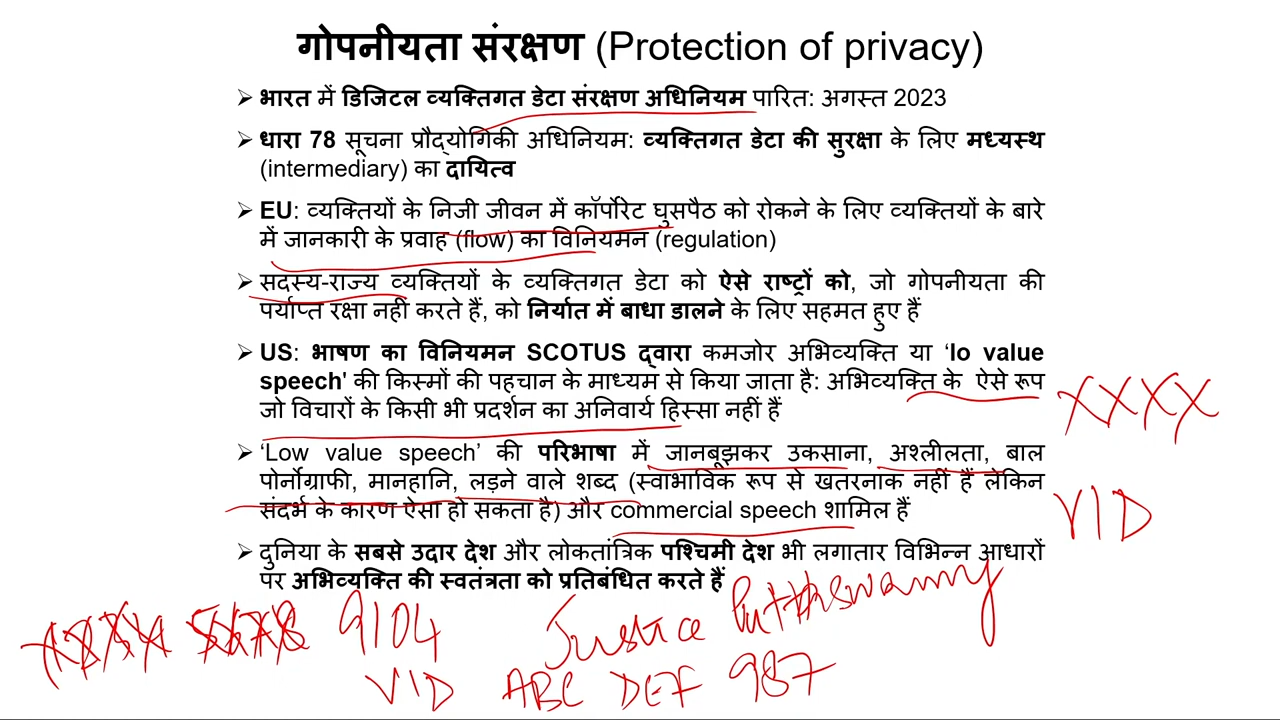 गोपनीयता संरक्षण (Protection of privacy)
➢ भारत में डिजिटल व्यक्तिगत डेटा संरक्षण अधिनियम पारित: अगस्त 2023
➢ धारा 78 सूचना प्रौद्योगिकी अधिनियम: व्यक्तिगत डेटा की सुरक्षा के लिए मध्यस्थ
(intermediary) का दायित्व
➢ EU: व्यक्तियों के निजी जीवन में कॉर्पोरेट घुसपैठ को रोकने के लिए व्यक्तियों के बारे
में जानकारी के प्रवाह (flow) का विनियमन (regulation)
➢ सदस्य-राज्य व्यक्तियों के व्यक्तिगत डेटा को ऐसे राष्ट्रों को, जो गोपनीयता की
पर्याप्त रक्षा नहीं करते हैं, को निर्यात में बाधा डालने के लिए सहमत हुए हैं
➢ US: भाषण का विनियमन SCOTUS द्वारा कमजोर अभिव्यक्ति या ‘lo value
speech' की किस्मों की पहचान के माध्यम से किया जाता है: अभिव्यक्ति के ऐसे रूप
जो विचारों के किसी भी प्रदर्शन का अनिवार्य हिस्सा नहीं हैं
XXXX
➢ ‘Low value speech’ की परिभाषा में जानबूझकर उकसाना, अश्लीलता, बाल
पोर्नोग्राफी, मानहानि, लड़ने वाले शब्द (स्वाभाविक रूप से खतरनाक नहीं हैं लेकिन
संदर्भ के कारण ऐसा हो सकता है) और commercial speech शामिल हैं
VID
➢ दुनिया के सबसे उदार देश और लोकतांत्रिक पश्चिमी देश भी लगातार विभिन्न आधारों
पर अभिव्यक्ति की स्वतंत्रता को प्रतिबंधित करते हैं
9104 Justice Puttaswamy
VID ABC DEF 987